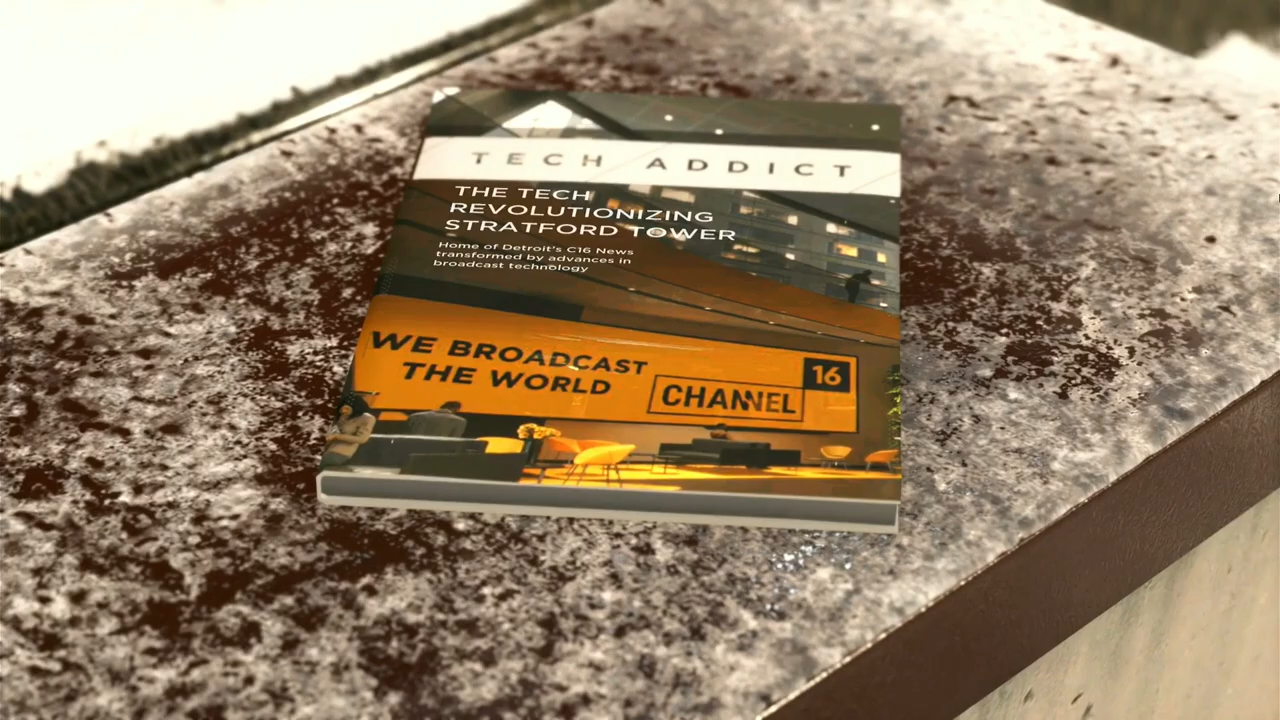 TECH ADDICT
THE TECH
REVOLUTIONIZING
STRATFORD TOWER
Home of Detroit's C16 News
transformed by advances in
broadcast technology
WE BROADCAST
THE WORLD
CHANNEL
16